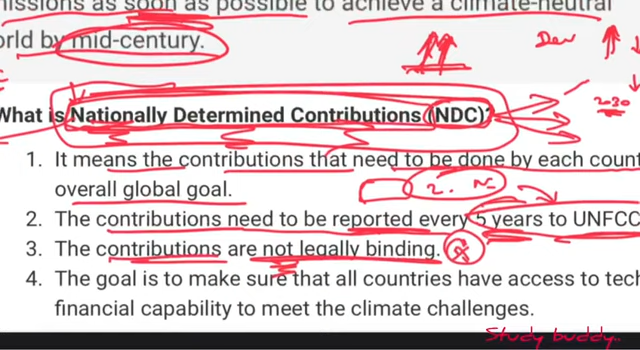 missions as soon as possible to achieve a climate-neutral
orld by mid-century.
Dev
2030
What is Nationally Determined Contributions (NDC)?
1. It means the contributions that need to be done by each count
overall global goal.
2. The contributions need to be reported every 5 years to UNFCC
3. The contributions are not legally binding.
4. The goal is to make sure that all countries have access to tech
financial capability to meet the climate challenges.
Study buddy..